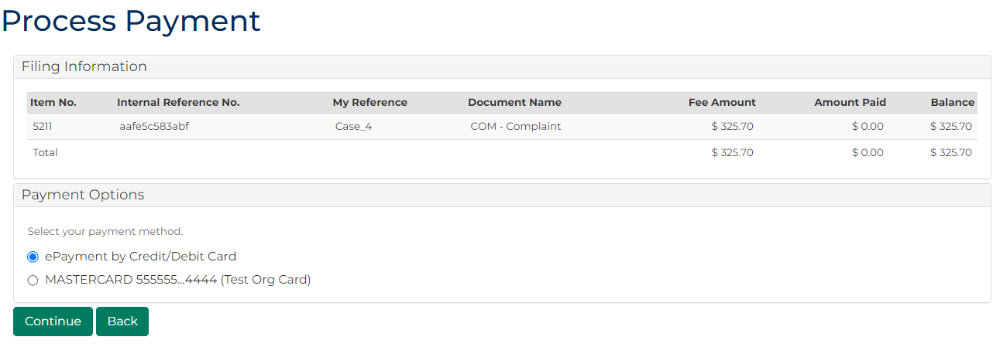 Process Payment
Filing Information
Item No. Internal Reference No. My Reference Document Name Fee Amount Amount Paid Balance
5211 aafe5c583abf Case_4 COM - Complaint $ 325.70 $ 0.00 $ 325.70
Total $ 325.70 $ 0.00 $ 325.70
Payment Options
Select your payment method.
ePayment by Credit/Debit Card
MASTERCARD 555555...4444 (Test Org Card)
Continue Back